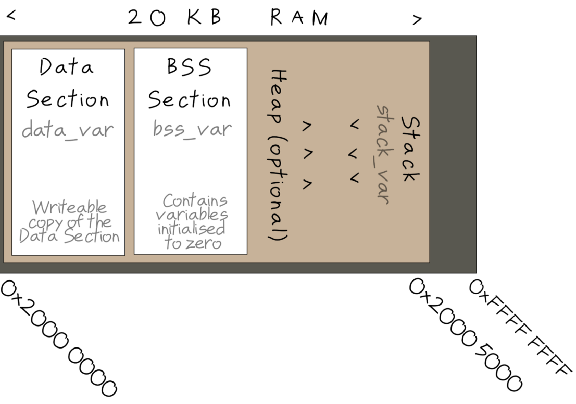 < 20 KB RAM >
Data
Section
data_var
Writeable
copy of the
Data Section
BSS
Section
bss_var
Contains
variables
initialised
to zero
Heap (optional)
> > >
< < <
stack_var
Stack
0x2000 0000
0x2000 5000
0xFFFF FFFF